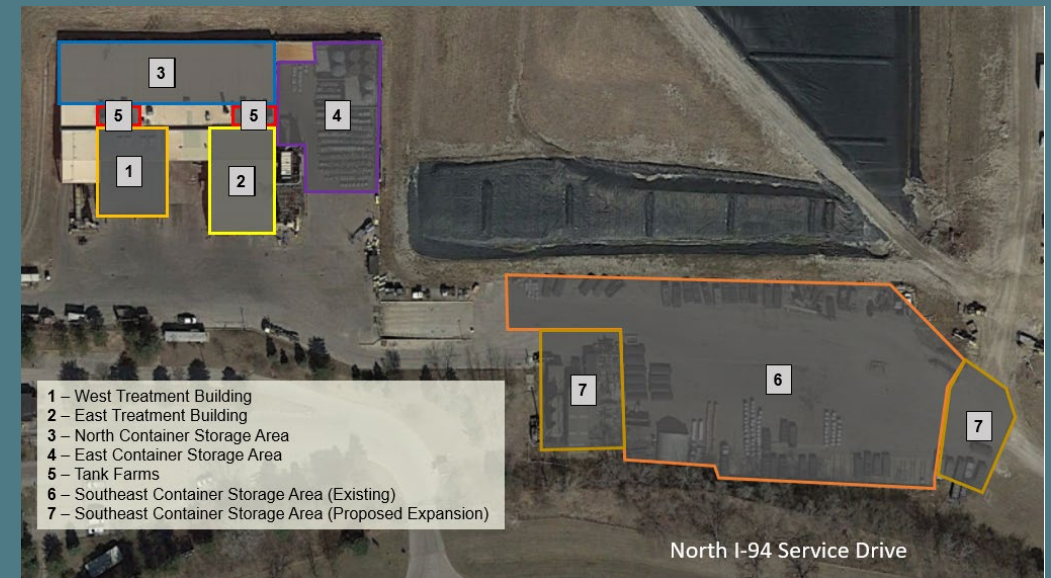 3
5
5
4
1
2
6
7
7
1 – West Treatment Building
2 – East Treatment Building
3 – North Container Storage Area
4 – East Container Storage Area
5 – Tank Farms
6 – Southeast Container Storage Area (Existing)
7 – Southeast Container Storage Area (Proposed Expansion)
North I-94 Service Drive